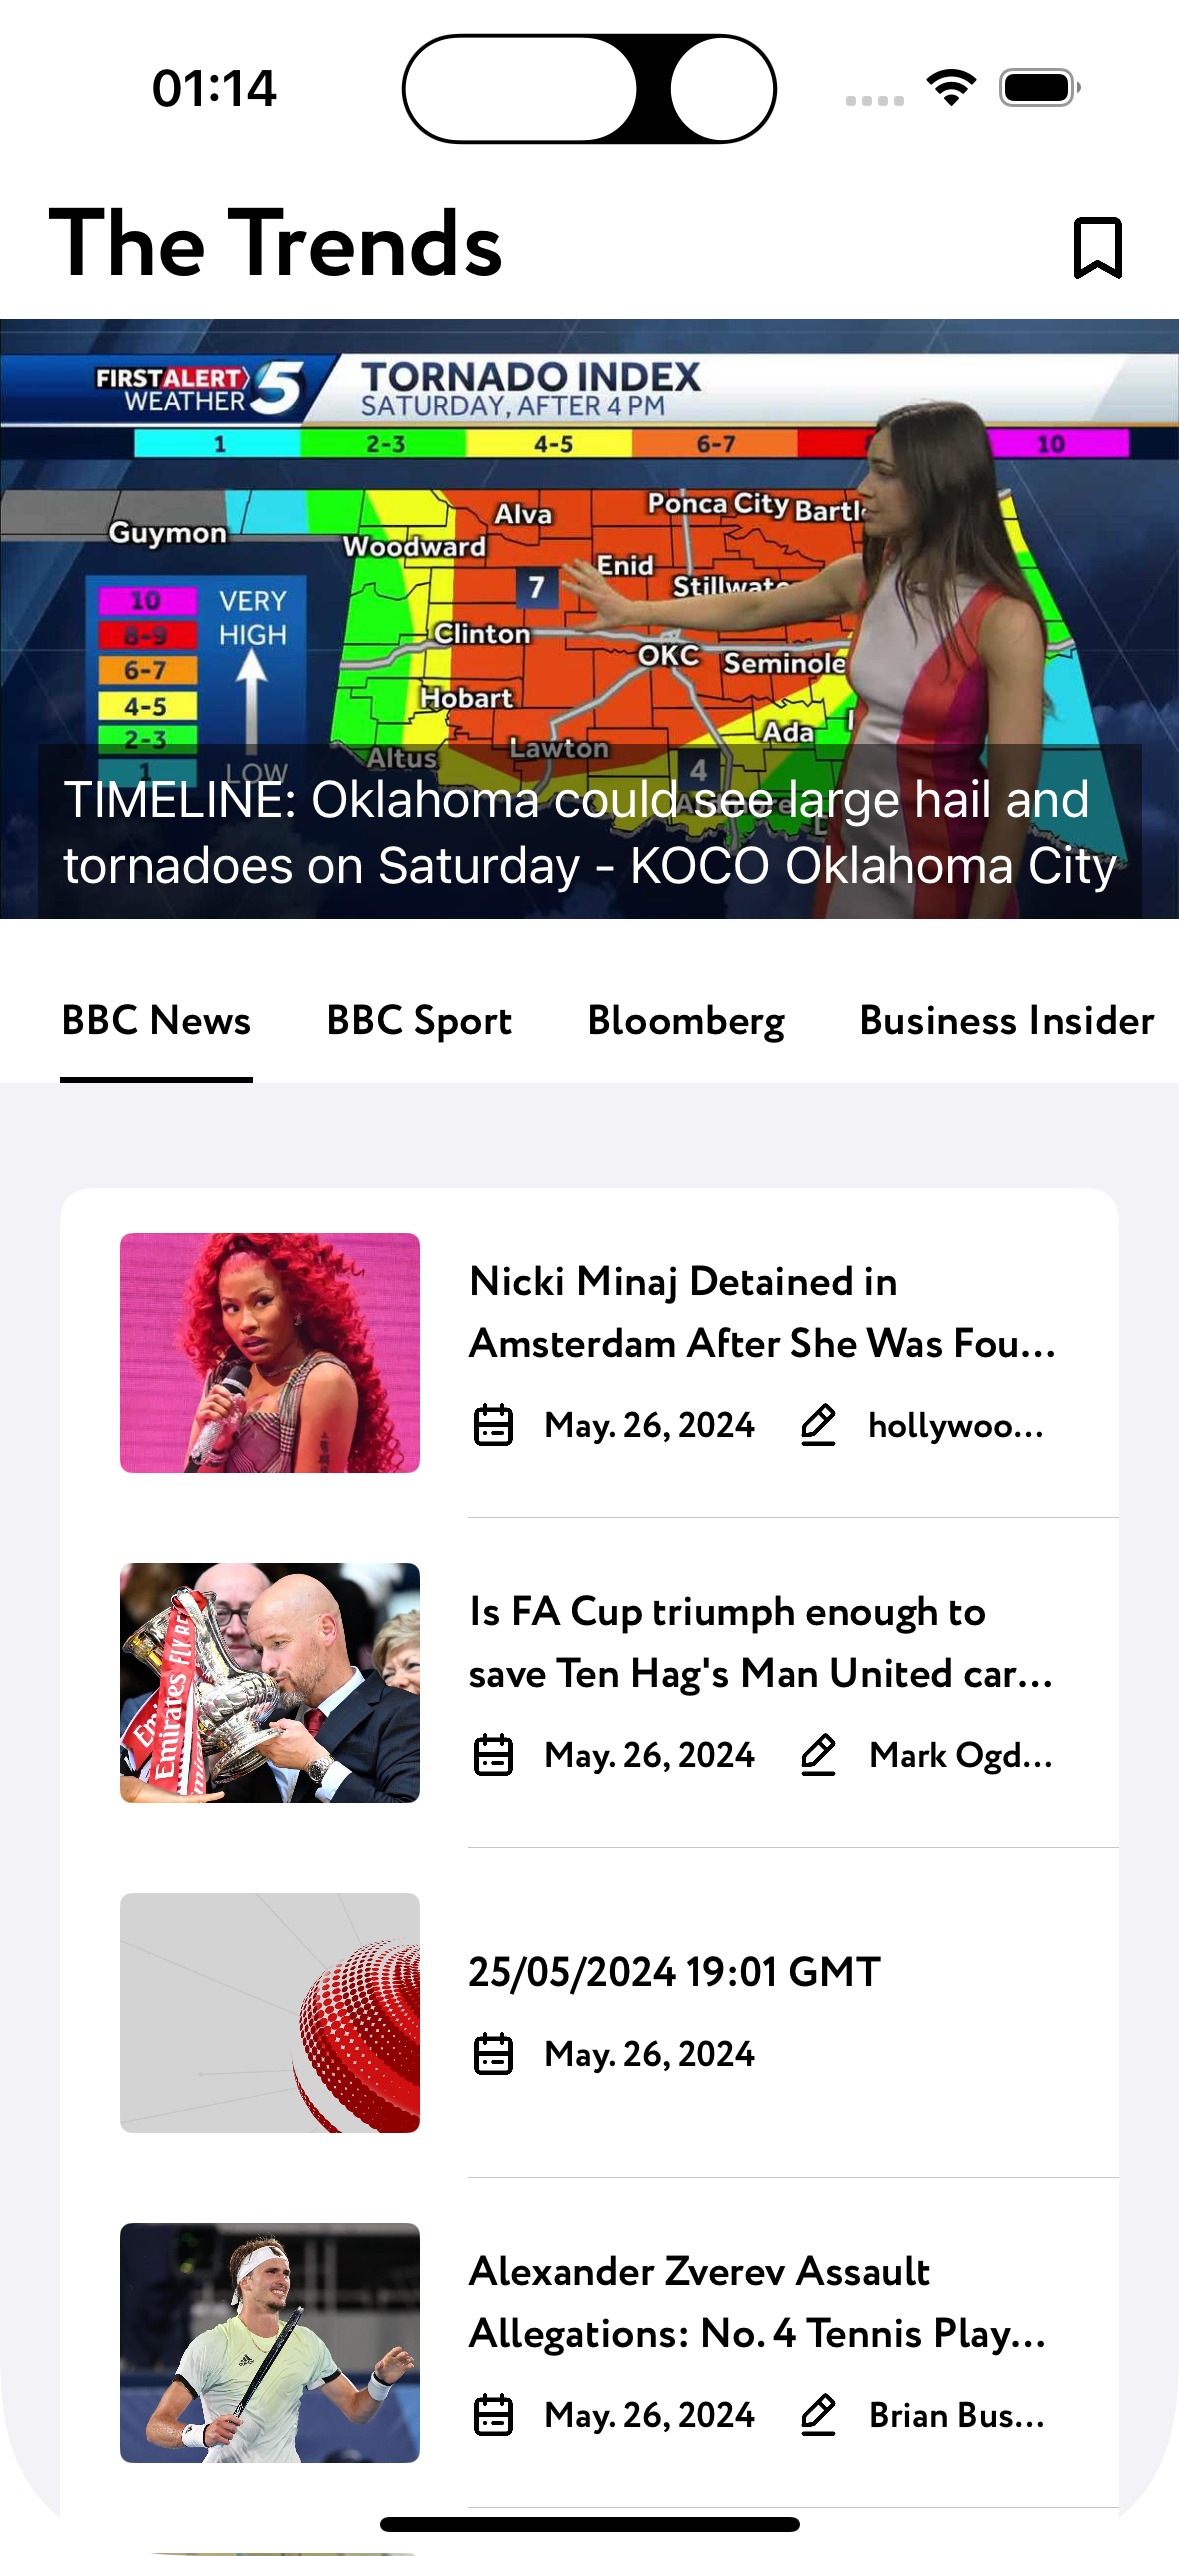 01:14
The Trends
FIRST ALERT WEATHER 5
TORNADO INDEX
SATURDAY, AFTER 4 PM
1 2-3 4-5 6-7 10
Guymon
Alva
Ponca City
Woodward
Enid
7
Clinton
OKC
Seminole
Hobart
Ada
Altus
Lawton
4
10 VERY
8-9 HIGH
6-7
4-5
2-3
1 LOW
TIMELINE: Oklahoma could see large hail and
tornadoes on Saturday - KOCO Oklahoma City
BBC News BBC Sport Bloomberg Business Insider
Nicki Minaj Detained in
Amsterdam After She Was Fou...
May. 26, 2024 hollywoo...
Emirates FLY BE
Is FA Cup triumph enough to
save Ten Hag's Man United car...
May. 26, 2024 Mark Ogd...
25/05/2024 19:01 GMT
May. 26, 2024
Alexander Zverev Assault
Allegations: No. 4 Tennis Play...
May. 26, 2024 Brian Bus...